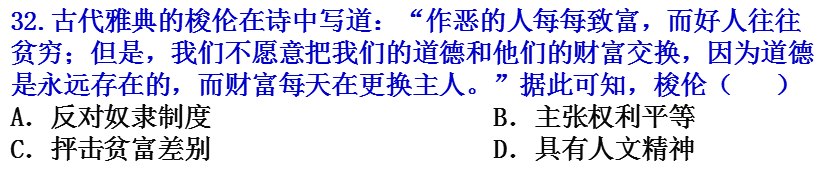 32.古代雅典的梭伦在诗中写道：“作恶的人每每致富，而好人往往
贫穷；但是，我们不愿意把我们的道德和他们的财富交换，因为道德
是永远存在的，而财富每天在更换主人。”据此可知，梭伦（　　）
A．反对奴隶制度　　B．主张权利平等
C．抨击贫富差别　　D．具有人文精神